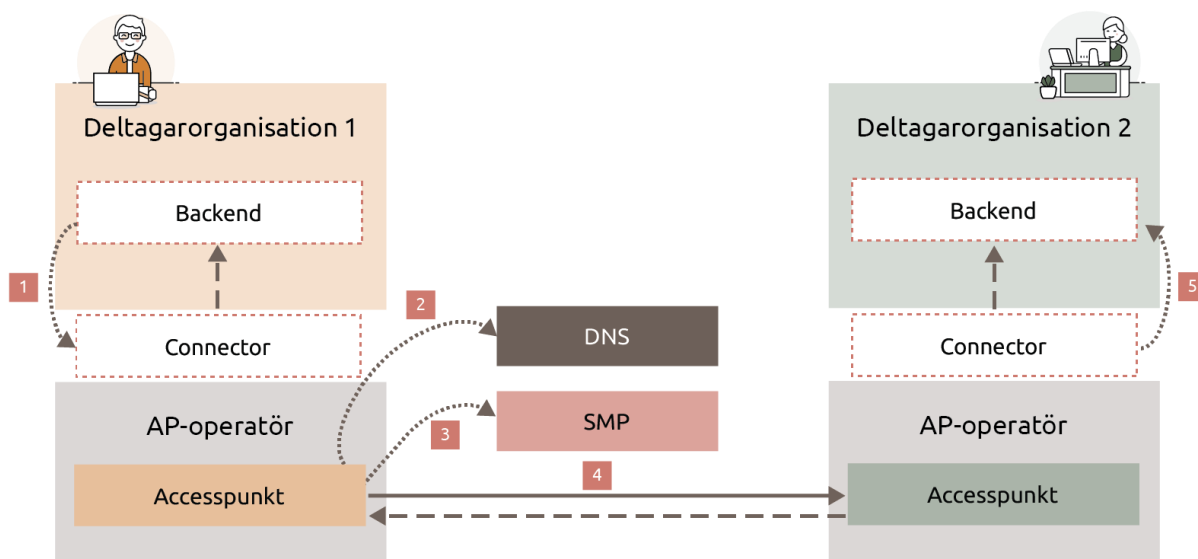 Deltagarorganisation 1
Deltagarorganisation 2
Backend
Backend
1
2
5
Connector
DNS
Connector
AP-operatör
3
SMP
AP-operatör
4
Accesspunkt
Accesspunkt